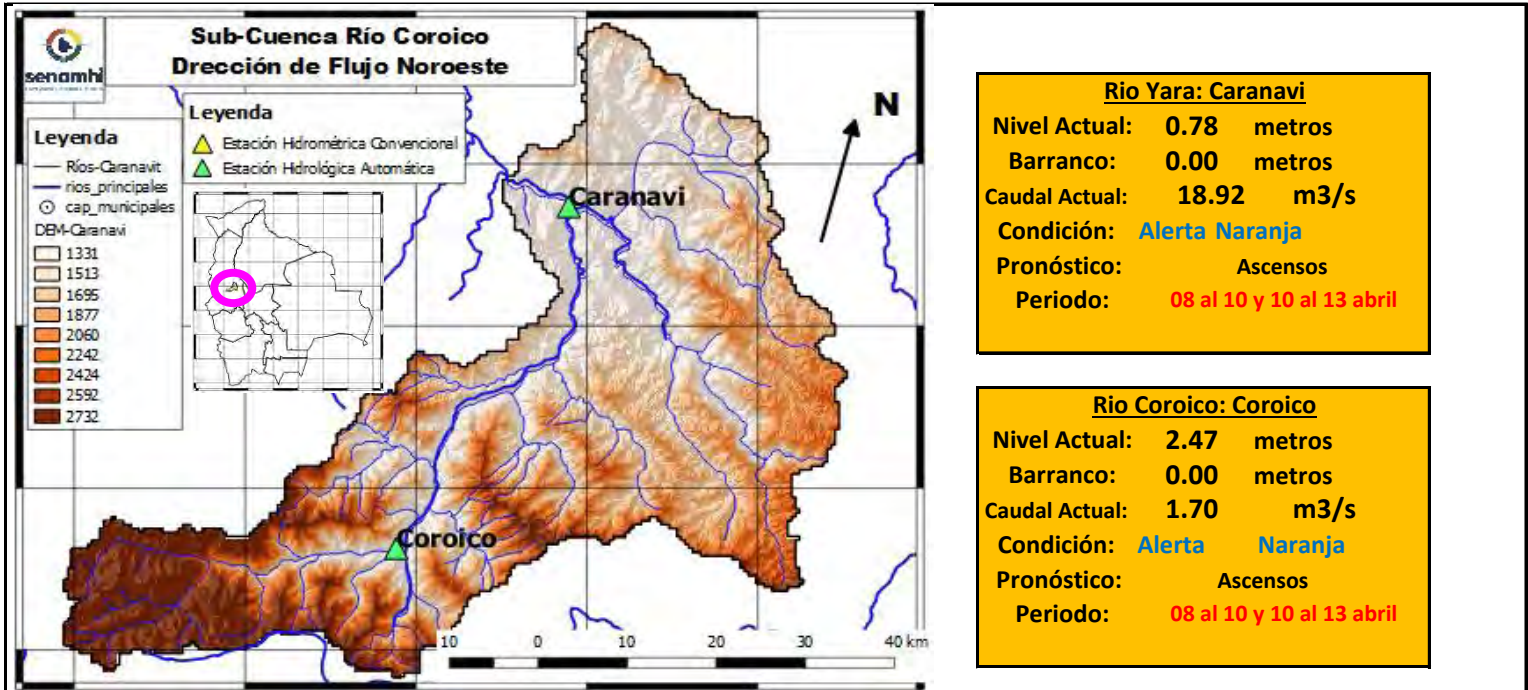 senamhi
Sub-Cuenca Río Coroico
Drección de Flujo Noroeste
Leyenda
Estación Hidrométrica Convencional
Estación Hidrológica Automática
Leyenda
Ríos-Caranavit
rios_principales
cap_municipales
DEM-Caranavi
1331
1513
1695
1877
2060
2242
2424
2592
2732
N
Caranavi
Coroico
10 0 10 20 30 40 km
Rio Yara: Caranavi
Nivel Actual: 0.78 metros
Barranco: 0.00 metros
Caudal Actual: 18.92 m3/s
Condición: Alerta Naranja
Pronóstico: Ascensos
Periodo: 08 al 10 y 10 al 13 abril
Rio Coroico: Coroico
Nivel Actual: 2.47 metros
Barranco: 0.00 metros
Caudal Actual: 1.70 m3/s
Condición: Alerta Naranja
Pronóstico: Ascensos
Periodo: 08 al 10 y 10 al 13 abril